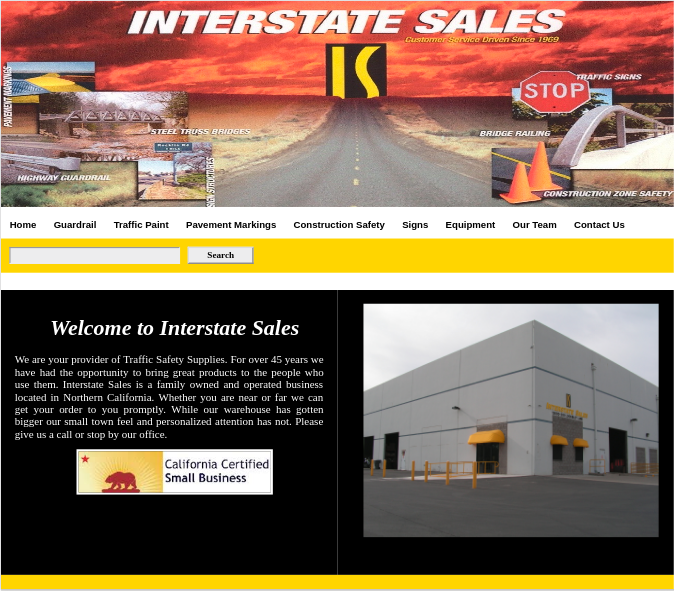 INTERSTATE SALES
Customer Service Driven Since 1969
IS
PAVEMENT MARKINGS
STEEL TRUSS BRIDGES
HIGHWAY GUARDRAIL
SIGN STRUCTURES
TRAFFIC SIGNS
STOP
BRIDGE RAILING
CONSTRUCTION ZONE SAFETY
Home Guardrail Traffic Paint Pavement Markings Construction Safety Signs Equipment Our Team Contact Us
Search
Welcome to Interstate Sales
We are your provider of Traffic Safety Supplies. For over 45 years we
have had the opportunity to bring great products to the people who
use them. Interstate Sales is a family owned and operated business
located in Northern California. Whether you are near or far we can
get your order to you promptly. While our warehouse has gotten
bigger our small town feel and personalized attention has not. Please
give us a call or stop by our office.
California Certified
Small Business